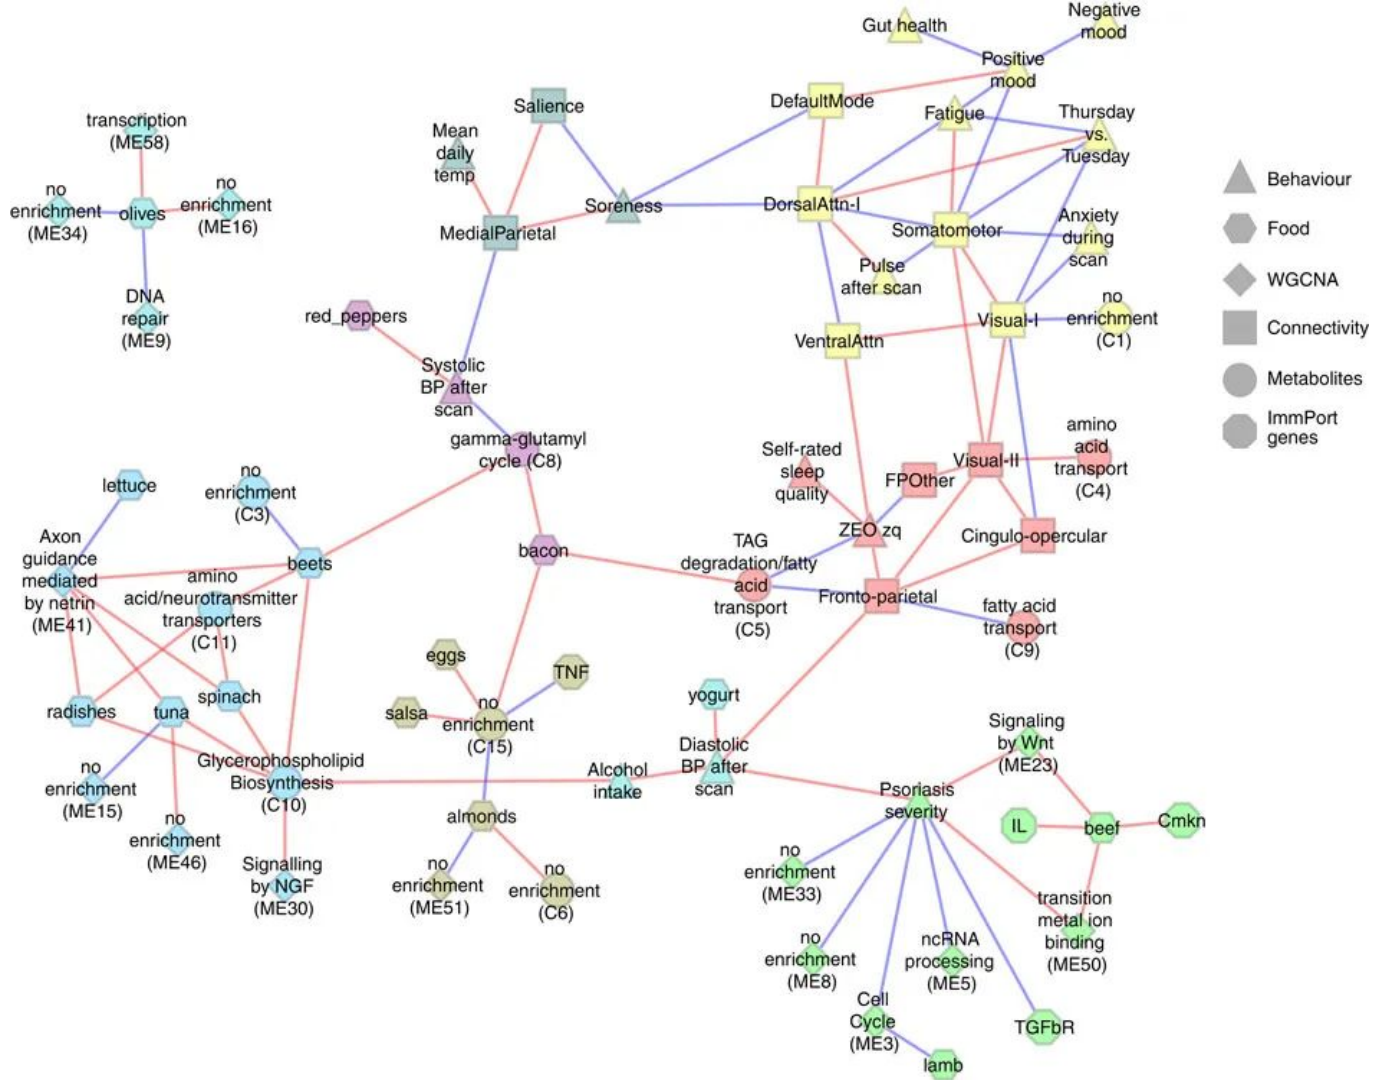 Gut health
Negative
mood
Positive
mood
DefaultMode
Fatigue
Thursday
vs.
Tuesday
Salience
Mean
daily
temp
transcription
(ME58)
no
enrichment
(ME34)
olives
no
enrichment
(ME16)
DNA
repair
(ME9)
MedialParietal
Soreness
DorsalAttn-I
Somatomotor
Anxiety
during
scan
Pulse
after scan
Visual-I
no
enrichment
(C1)
VentralAttn
Behaviour
Food
WGCNA
Connectivity
Metabolites
ImmPort
genes
red_peppers
Systolic
BP after
scan
gamma-glutamyl
cycle (C8)
Self-rated
sleep
quality
FPOther
Visual-II
amino
acid
transport
(C4)
ZEO zq
Cingulo-opercular
TAG
degradation/fatty
acid
transport
(C5)
Fronto-parietal
fatty acid
transport
(C9)
lettuce
no
enrichment
(C3)
Axon
guidance
mediated
by netrin
(ME41)
beets
amino
acid/neurotransmitter
transporters
(C11)
bacon
eggs
TNF
salsa
no
enrichment
(C15)
radishes
tuna
spinach
Glycerophospholipid
Biosynthesis
(C10)
no
enrichment
(ME15)
no
enrichment
(ME46)
Signalling
by NGF
(ME30)
almonds
no
enrichment
(ME51)
no
enrichment
(C6)
yogurt
Diastolic
BP after
scan
Alcohol
intake
Psoriasis
severity
Signaling
by Wnt
(ME23)
IL
beef
Cmkn
no
enrichment
(ME33)
transition
metal ion
binding
(ME50)
no
enrichment
(ME8)
ncRNA
processing
(ME5)
Cell
Cycle
(ME3)
TGFbR
lamb